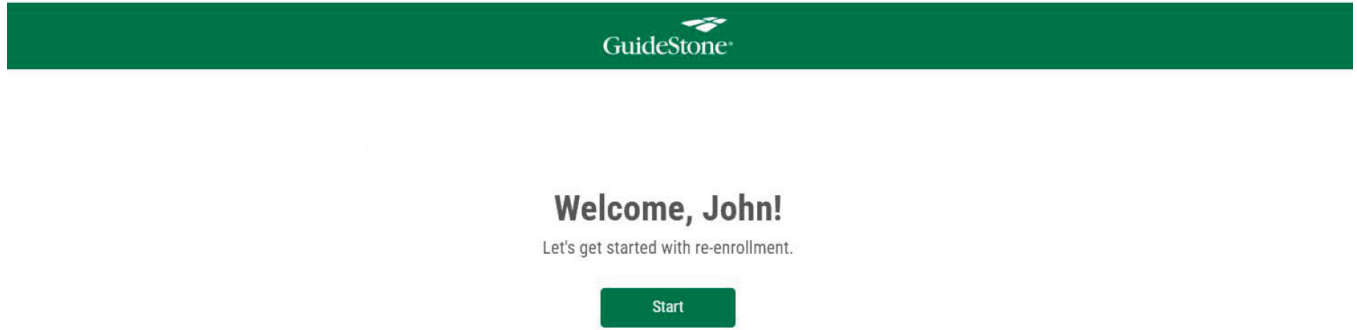 GuideStone®
Welcome, John!
Let's get started with re-enrollment.
Start